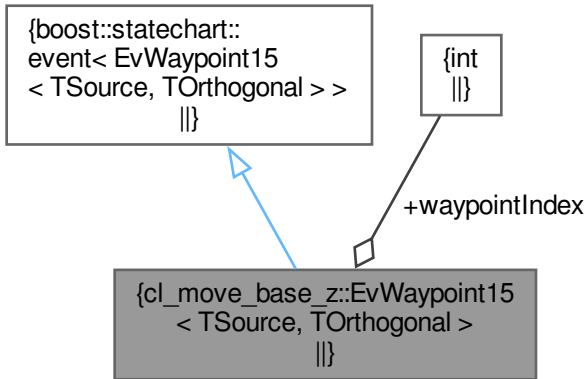 {boost::statechart::
event< EvWaypoint15
< TSource, TOrthogonal > >
||}
{int
||}
+waypointIndex
{cl_move_base_z::EvWaypoint15
< TSource, TOrthogonal >
||}